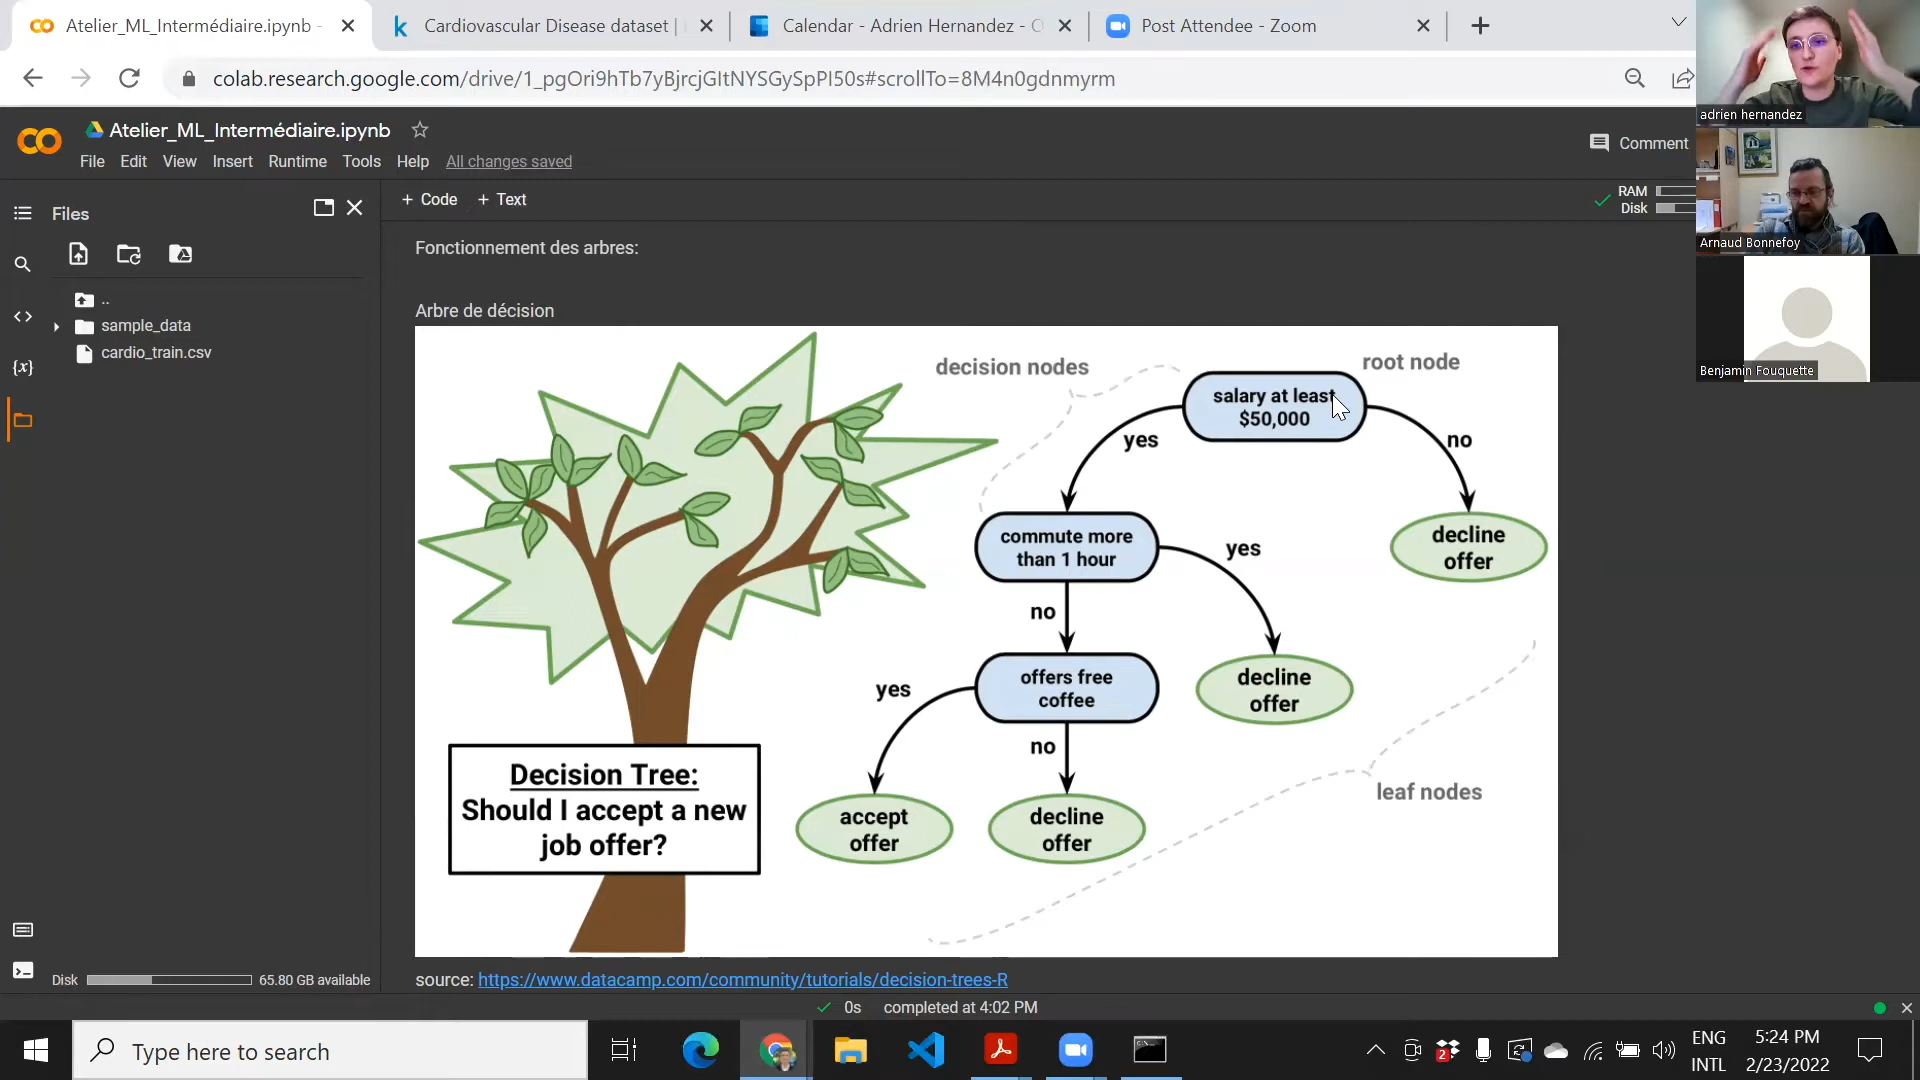 Atelier_ML_Intermédiaire.ipynb -
Cardiovascular Disease dataset |
Calendar - Adrien Hernandez - O
Post Attendee - Zoom
colab.research.google.com/drive/1_pgOri9hTb7yBjrcjGItNYSGySpPl50s#scrollTo=8M4n0gdnmyrm
adrien hernandez
Arnaud Bonnefoy
Benjamin Fouquette
Atelier_ML_Intermédiaire.ipynb
File Edit View Insert Runtime Tools Help All changes saved
Comment
Files
+ Code + Text
RAM
Disk
..
sample_data
cardio_train.csv
Fonctionnement des arbres:
Arbre de décision
decision nodes
root node
salary at least
$50,000
yes
no
commute more
than 1 hour
decline
offer
yes
no
offers free
coffee
decline
offer
yes
no
leaf nodes
Decision Tree:
Should I accept a new
job offer?
accept
offer
decline
offer
Disk 65.80 GB available
source: https://www.datacamp.com/community/tutorials/decision-trees-R
0s completed at 4:02 PM
Type here to search
2
ENG
INTL
5:24 PM
2/23/2022